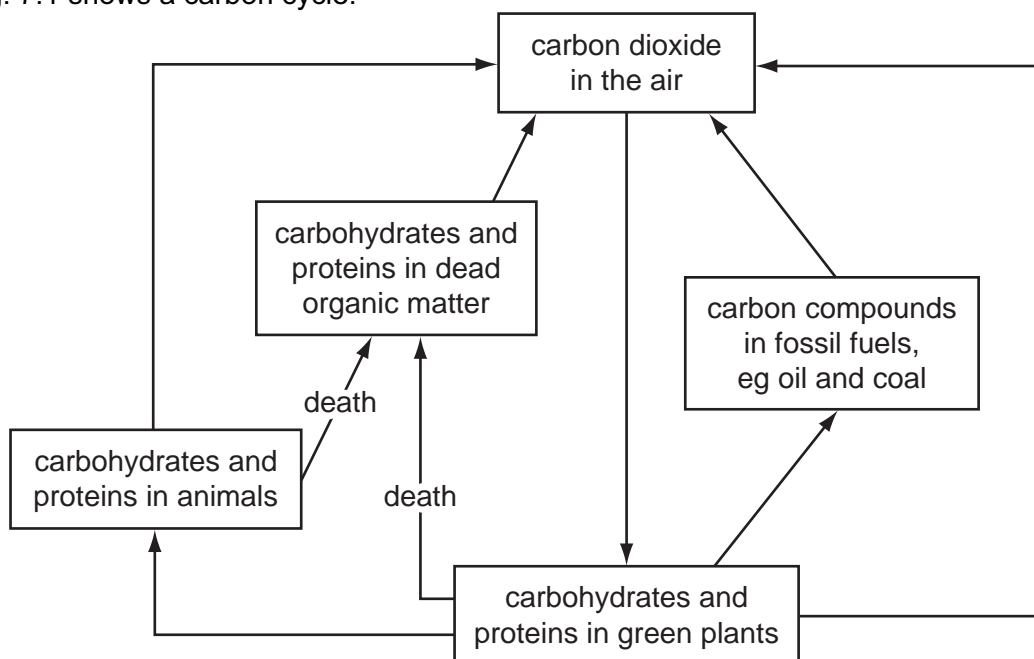 7.1 shows a carbon cycle.
carbon dioxide
in the air
carbohydrates and
proteins in dead
organic matter
carbon compounds
in fossil fuels,
eg oil and coal
death
carbohydrates and
proteins in animals
death
carbohydrates and
proteins in green plants